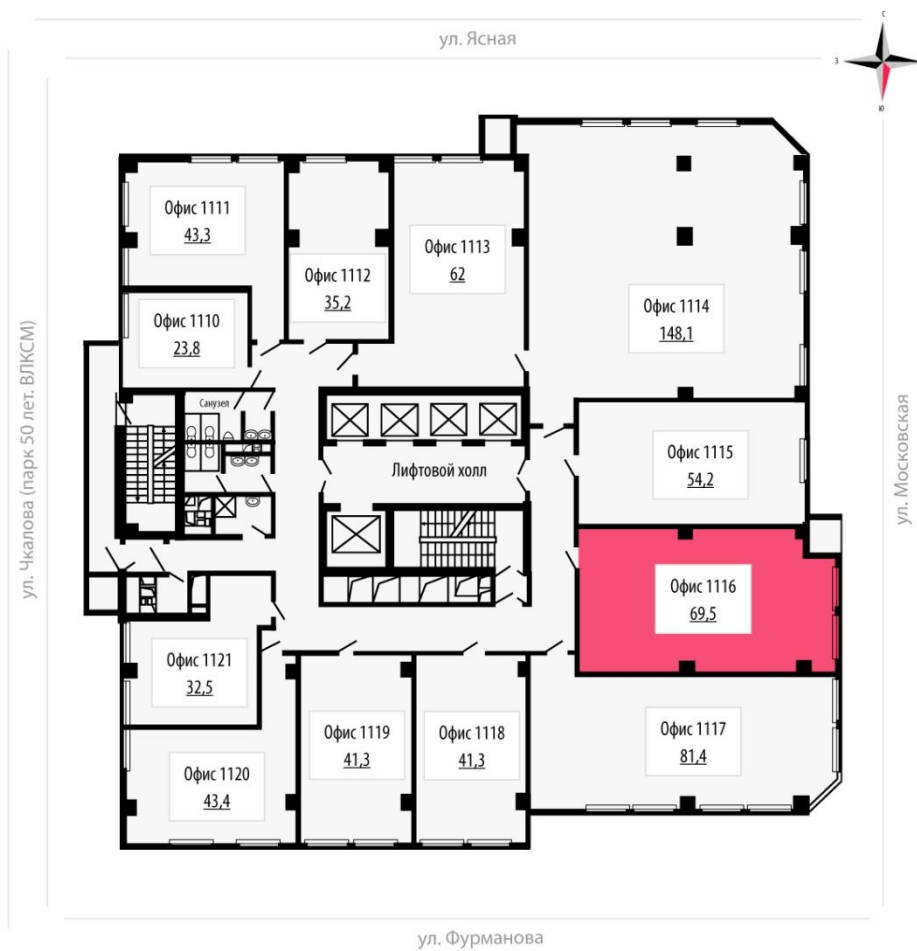 ул. Ясная
С
З
Ю
Офис 1111
43,3
Офис 1112
35,2
Офис 1113
62
Офис 1114
148,1
Офис 1110
23,8
Санузел
Лифтовой холл
Офис 1115
54,2
Офис 1116
69,5
Офис 1121
32,5
Офис 1120
43,4
Офис 1119
41,3
Офис 1118
41,3
Офис 1117
81,4
ул. Чкалова (парк 50 лет. ВЛКСМ)
ул. Московская
ул. Фурманова